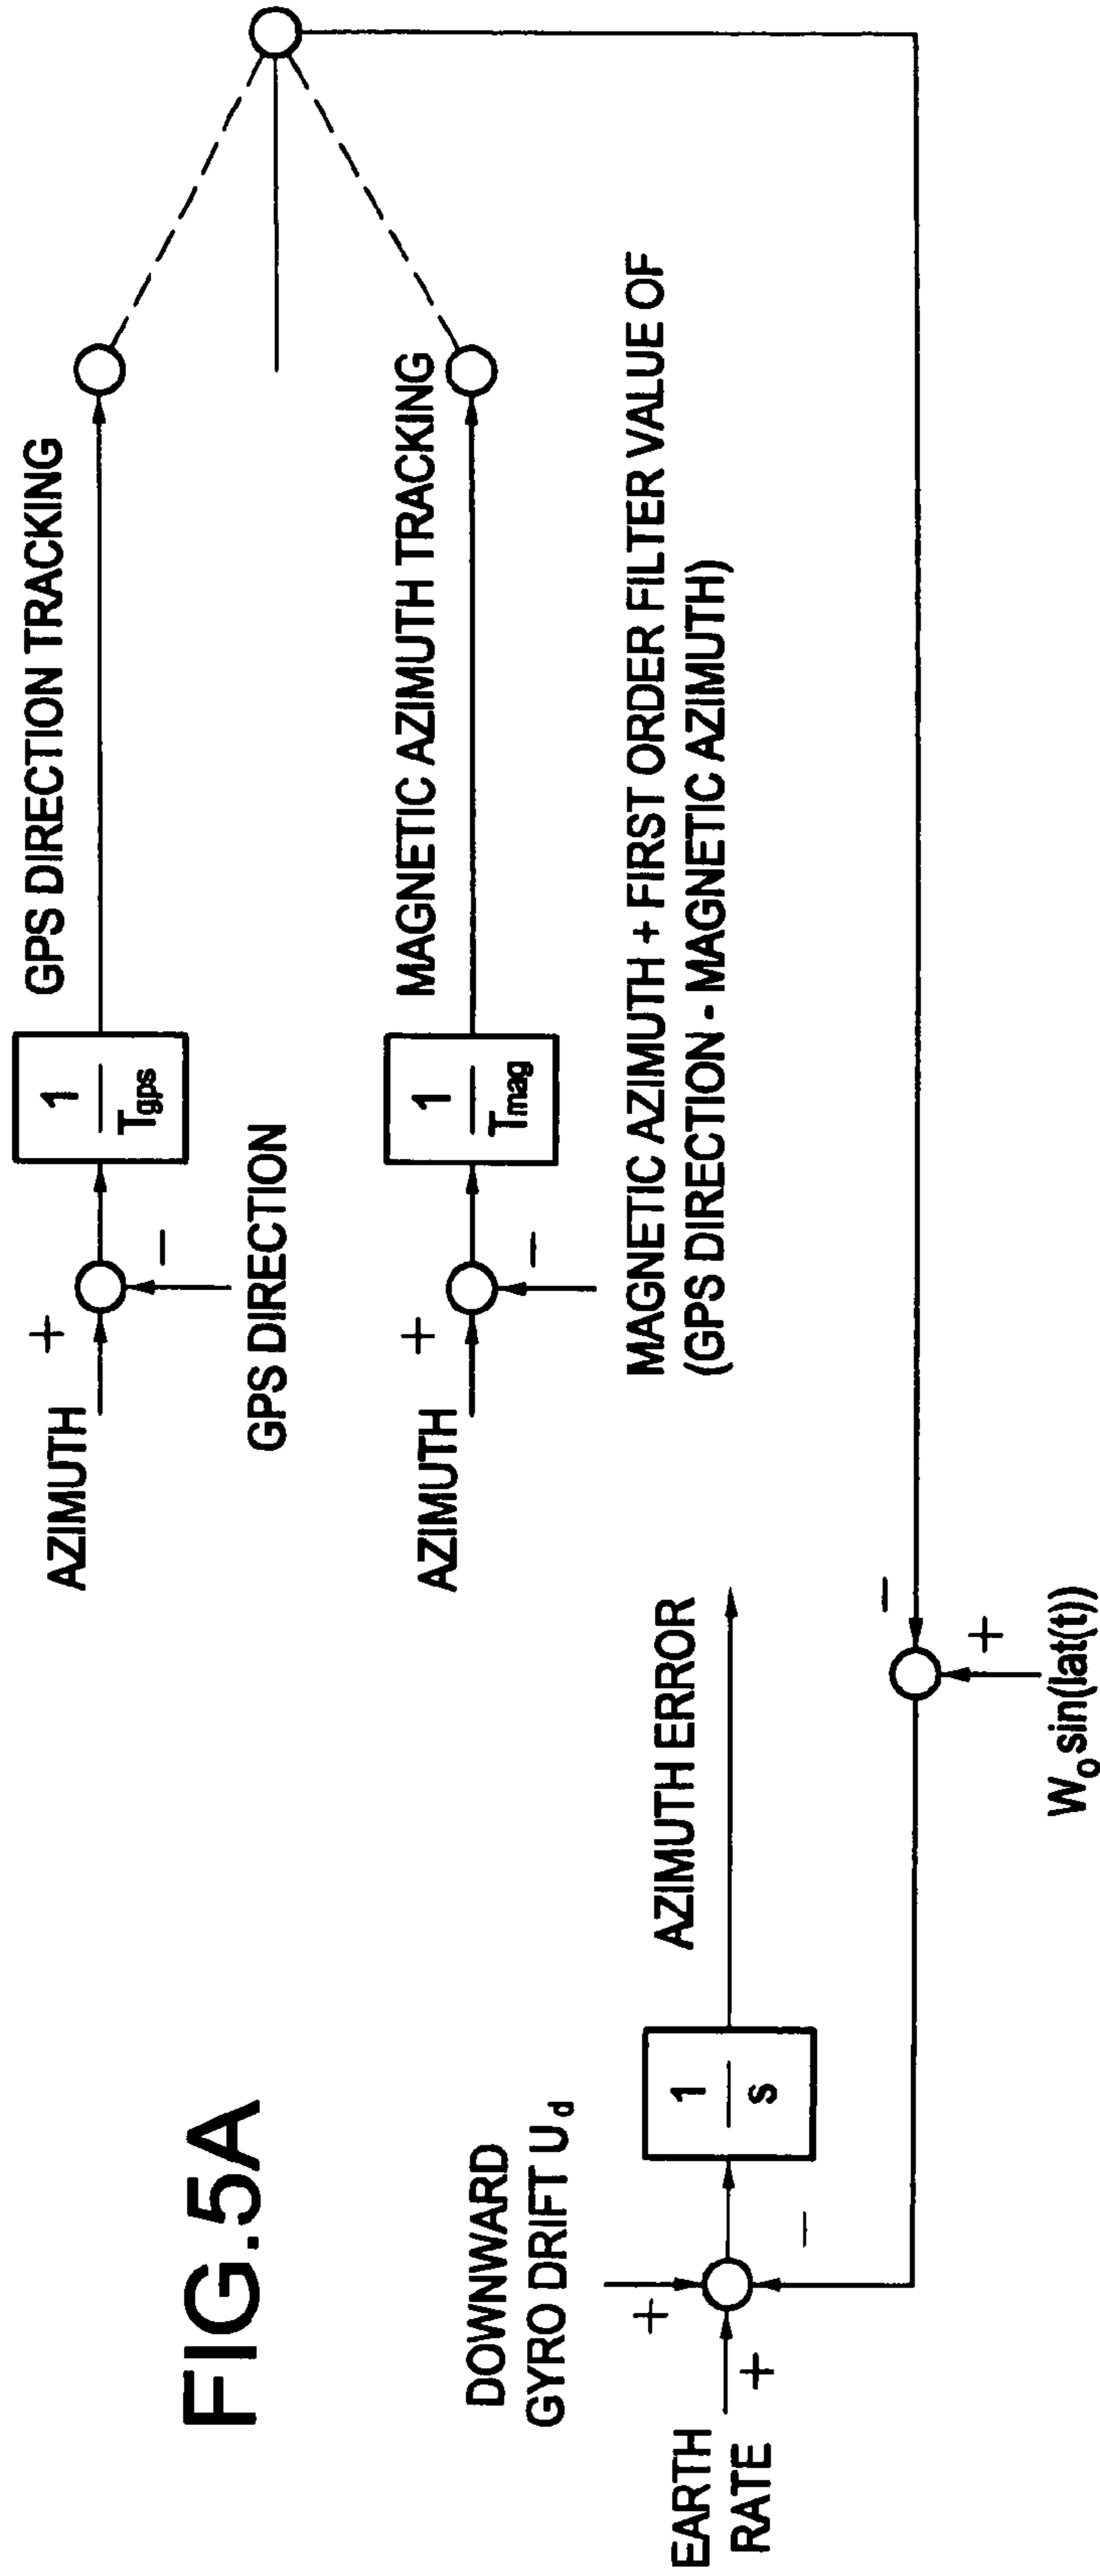 FIG.5A
AZIMUTH
+
−
GPS DIRECTION
1
Tgps
GPS DIRECTION TRACKING
AZIMUTH
+
−
1
Tmag
MAGNETIC AZIMUTH TRACKING
MAGNETIC AZIMUTH + FIRST ORDER FILTER VALUE OF
(GPS DIRECTION - MAGNETIC AZIMUTH)
DOWNWARD
GYRO DRIFT Ud
+
EARTH
RATE
+
−
1
s
AZIMUTH ERROR
−
+
Wo sin(lat(t))